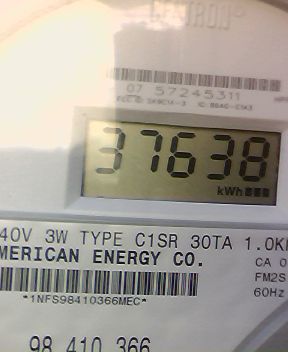 CENTRON®
07 57245311
37638
kWh
40V 3W TYPE C1SR 30TA 1.0K
MERICAN ENERGY CO.
CA 0
FM2S
*1NFS98410366MEC*
60Hz
98 410 366